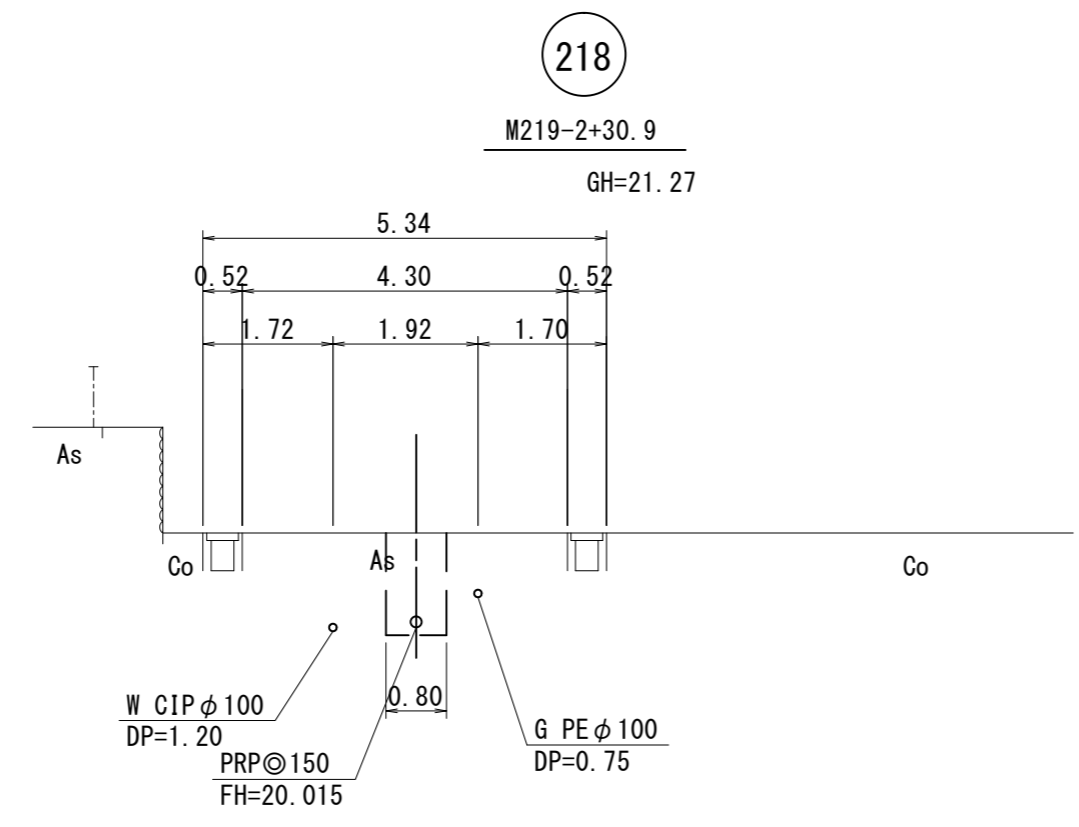 218
M219-2+30.9
GH=21.27
5.34
0.52
4.30
0.52
1.72
1.92
1.70
As
Co
As
Co
W CIPφ100
DP=1.20
0.80
G PEφ100
DP=0.75
PRP◎150
FH=20.015